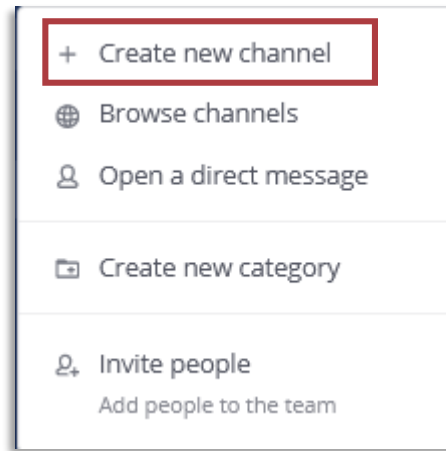 Create new channel
Browse channels
Open a direct message
Create new category
Invite people
Add people to the team